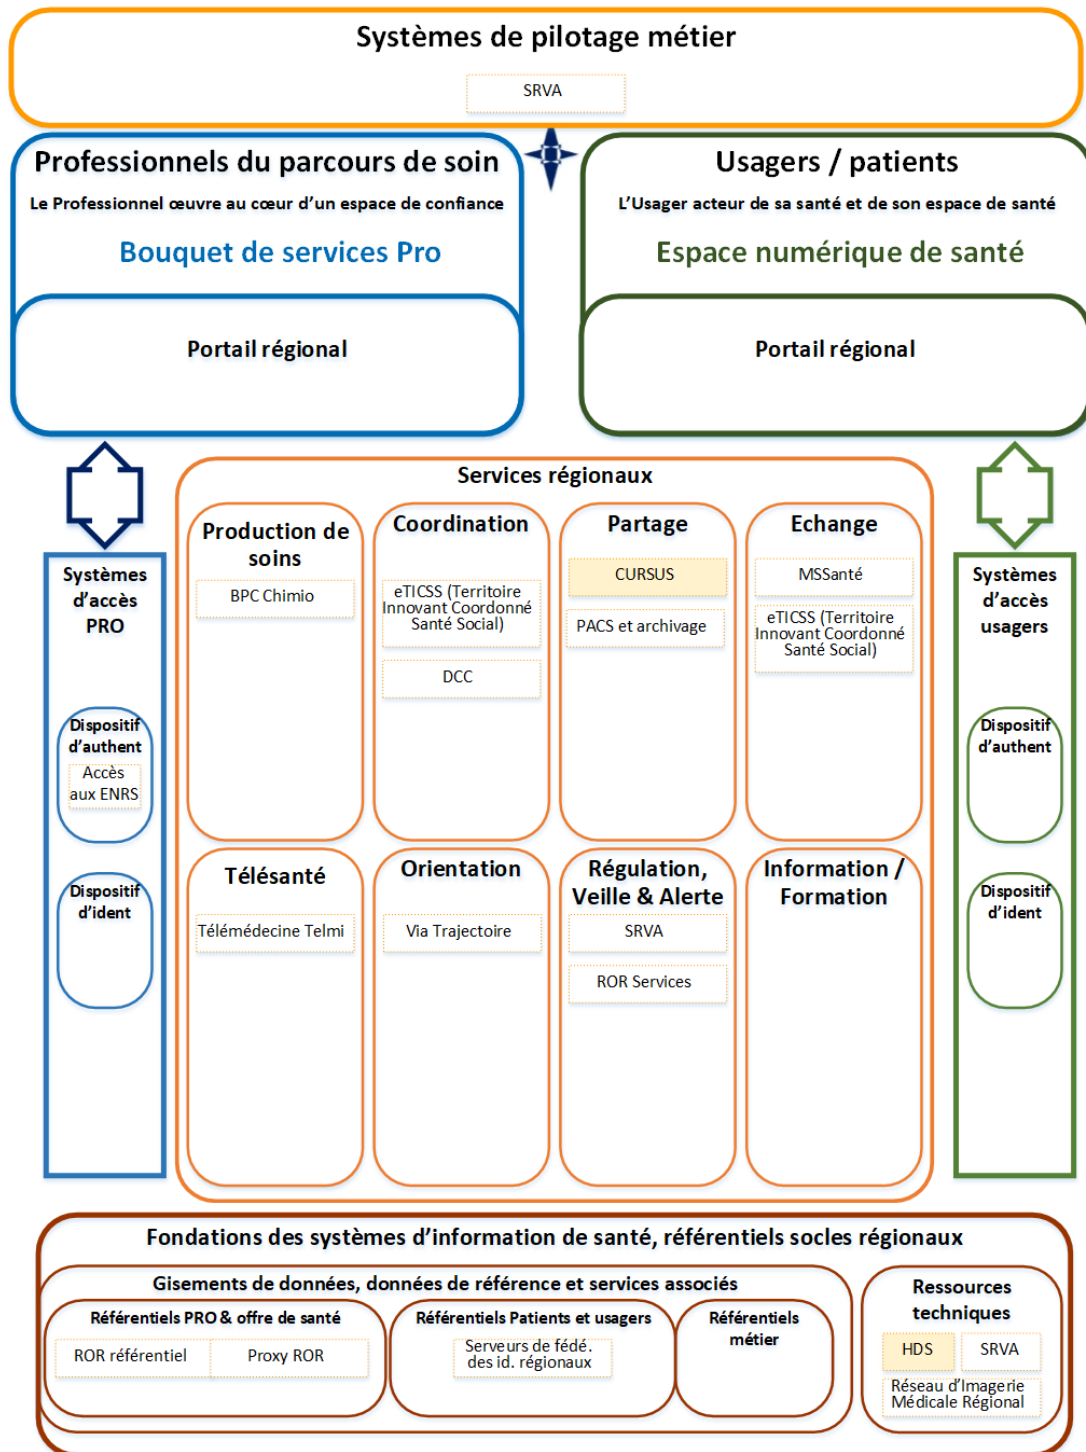 Systèmes de pilotage métier
SRVA
Professionnels du parcours de soin
Le Professionnel œuvre au cœur d'un espace de confiance
Bouquet de services Pro
Portail régional
Usagers / patients
L'Usager acteur de sa santé et de son espace de santé
Espace numérique de santé
Portail régional
Systèmes
d'accès
PRO
Dispositif
d'authent
Accès
aux ENRS
Dispositif
d'ident
Services régionaux
Production de
soins
BPC Chimio
Coordination
eTICSS (Territoire
Innovant Coordonné
Santé Social)
DCC
Partage
CURSUS
PACS et archivage
Echange
MSSanté
eTICSS (Territoire
Innovant Coordonné
Santé Social)
Télésanté
Télémédecine Telmi
Orientation
Via Trajectoire
Régulation,
Veille & Alerte
SRVA
ROR Services
Information /
Formation
Systèmes
d'accès
usagers
Dispositif
d'authent
Dispositif
d'ident
Fondations des systèmes d'information de santé, référentiels socles régionaux
Gisements de données, données de référence et services associés
Référentiels PRO & offre de santé
ROR référentiel
Proxy ROR
Référentiels Patients et usagers
Serveurs de fédé.
des id. régionaux
Référentiels
métier
Ressources
techniques
HDS
SRVA
Réseau d'Imagerie
Médicale Régional